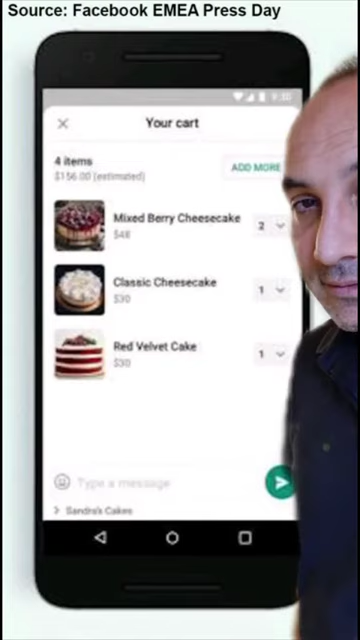 Source: Facebook EMEA Press Day
Your cart
4 items
ADD MORE
$156.00 (estimated)
Mixed Berry Cheesecake
$48
2
Classic Cheesecake
$30
1
Red Velvet Cake
$30
1
Type a message
Sandra's Cakes